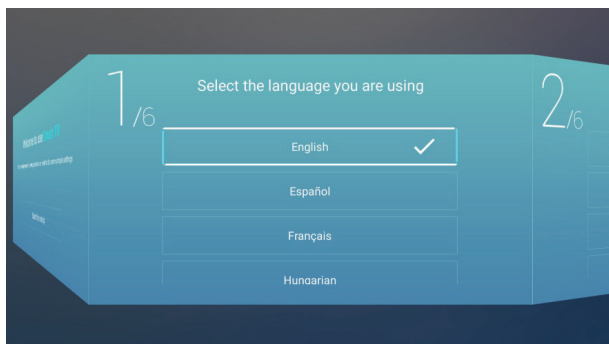 1/6
Select the language you are using
English
Español
Français
Hungarian
2/6